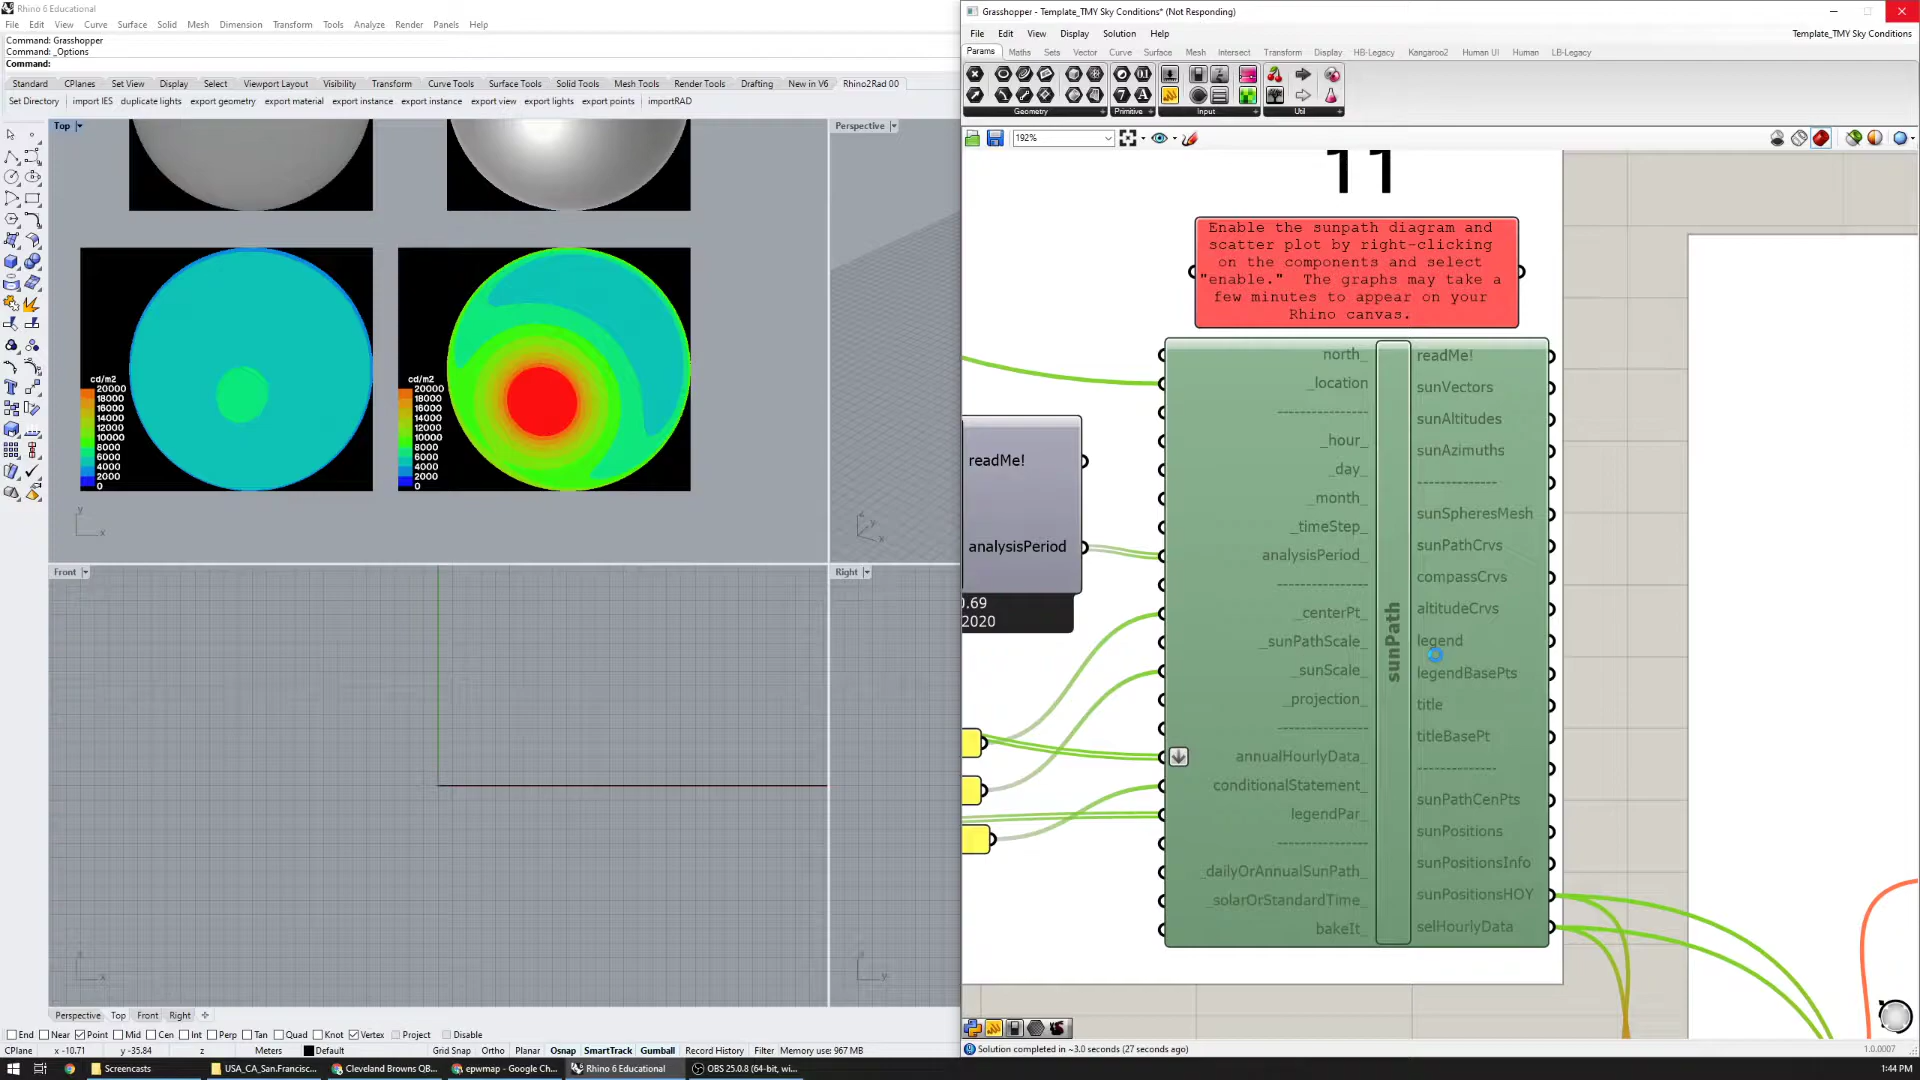 Rhino 6 Educational
File Edit View Curve Surface Solid Mesh Dimension Transform Tools Analyze Render Panels Help
Command: Grasshopper
Command: _Options
Command:
Standard CPlanes Set View Display Select Viewport Layout Visibility Transform Curve Tools Surface Tools Solid Tools Mesh Tools Render Tools Drafting New in V6 Rhino2Rad 00
Set Directory import IES duplicate lights export geometry export material export instance export instance export view export lights export points importRAD
Top
Perspective
cd/m2
20000
18000
16000
14000
12000
10000
8000
6000
4000
2000
0
cd/m2
20000
18000
16000
14000
12000
10000
8000
6000
4000
2000
0
y
x
z
y
x
Front
Right
z
x
z
y
Perspective Top Front Right
End Near Point Mid Cen Int Perp Tan Quad Knot Vertex Project Disable
CPlane x -10.71 y -35.84 z Meters Default Grid Snap Ortho Planar Osnap SmartTrack Gumball Record History Filter Memory use: 967 MB
Grasshopper - Template_TMY Sky Conditions* (Not Responding)
File Edit View Display Solution Help
Template_TMY Sky Conditions
Params Maths Sets Vector Curve Surface Mesh Intersect Transform Display HB-Legacy Kangaroo2 Human UI Human LB-Legacy
Geometry Primitive Input Util
192%
11
Enable the sunpath diagram and
scatter plot by right-clicking
on the components and select
"enable." The graphs may take a
few minutes to appear on your
Rhino canvas.
readMe!
analysisPeriod
0.69
2020
north_
_location
----------------
_hour_
_day_
_month_
_timeStep_
analysisPeriod_
----------------
_centerPt_
_sunPathScale_
_sunScale_
_projection_
----------------
annualHourlyData_
conditionalStatement_
legendPar_
----------------
_dailyOrAnnualSunPath_
_solarOrStandardTime_
bakeIt_
sunPath
readMe!
sunVectors
sunAltitudes
sunAzimuths
--------------
sunSpheresMesh
sunPathCrvs
compassCrvs
altitudeCrvs
legend
legendBasePts
title
titleBasePt
--------------
sunPathCenPts
sunPositions
sunPositionsInfo
sunPositionsHOY
selHourlyData
Solution completed in ~3.0 seconds (27 seconds ago)
1.0.0007
Screencasts USA_CA_San.Francisc... Cleveland Browns QB... epwmap - Google Ch... Rhino 6 Educational OBS 25.0.8 (64-bit, wi... 1:44 PM